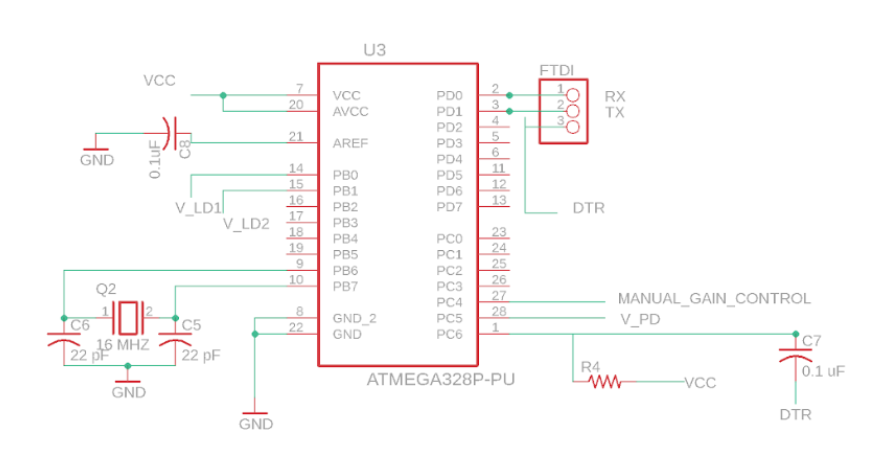 U3
FTDI
VCC
7 VCC PD0 2 1 RX
20 AVCC PD1 3 2 TX
PD2 4 3
21 AREF PD3 5
GND 0.1uF C8
PD4 6
14 PB0 PD5 11
15 PB1 PD6 12
V_LD1 16 PB2 PD7 13 DTR
V_LD2 17 PB3
18 PB4 PC0 23
19 PB5 PC1 24
9 PB6 PC2 25
10 PB7 PC3 26
Q2
PC4 27 MANUAL_GAIN_CONTROL
C6 1 2 C5 8 GND_2 PC5 28 V_PD
22 GND PC6 1
22 pF 16 MHZ 22 pF
C7
R4 VCC 0.1 uF
ATMEGA328P-PU
GND
GND
DTR